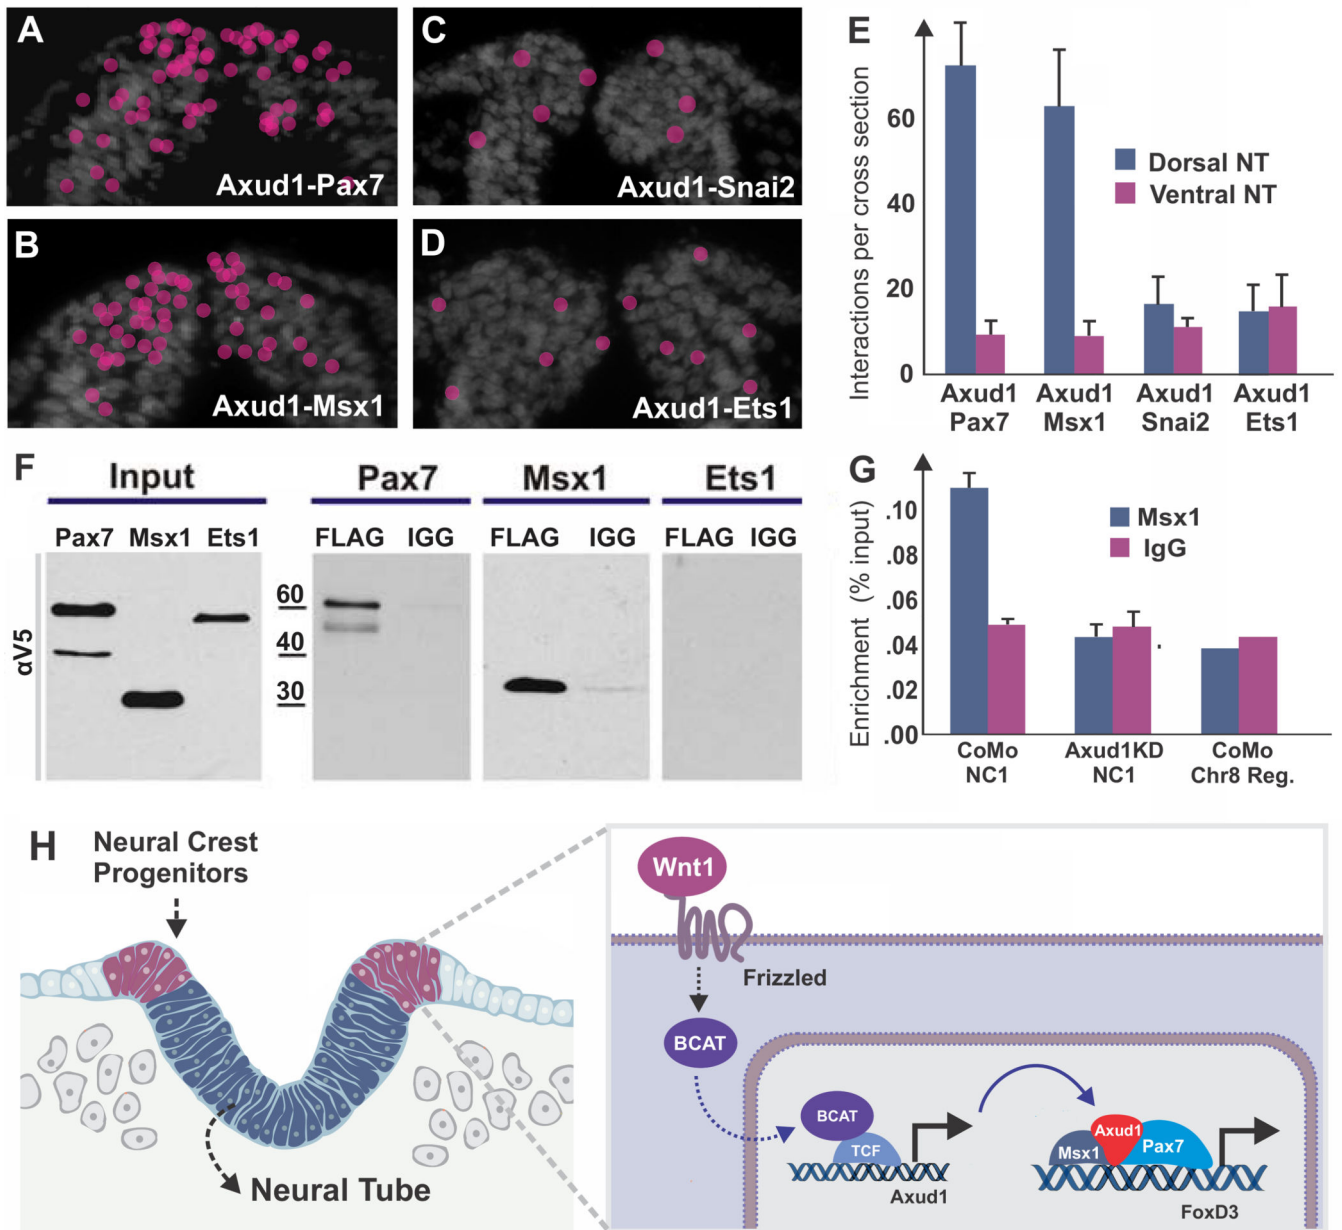 A
Axud1-Pax7
B
Axud1-Msx1
C
Axud1-Snai2
D
Axud1-Ets1
E
Interactions per cross section
60
40
20
0
Dorsal NT
Ventral NT
Axud1 Axud1 Axud1 Axud1
Pax7 Msx1 Snai2 Ets1
F
Input Pax7 Msx1 Ets1
Pax7 Msx1 Ets1 FLAG IGG FLAG IGG FLAG IGG
αV5
60
40
30
G
Enrichment (% input)
.10
.08
.06
.04
.02
.00
Msx1
IgG
CoMo Axud1KD CoMo
NC1 NC1 Chr8 Reg.
H
Neural Crest
Progenitors
Neural Tube
Wnt1
Frizzled
BCAT
BCAT
TCF
Axud1
Axud1
Msx1 Pax7
FoxD3